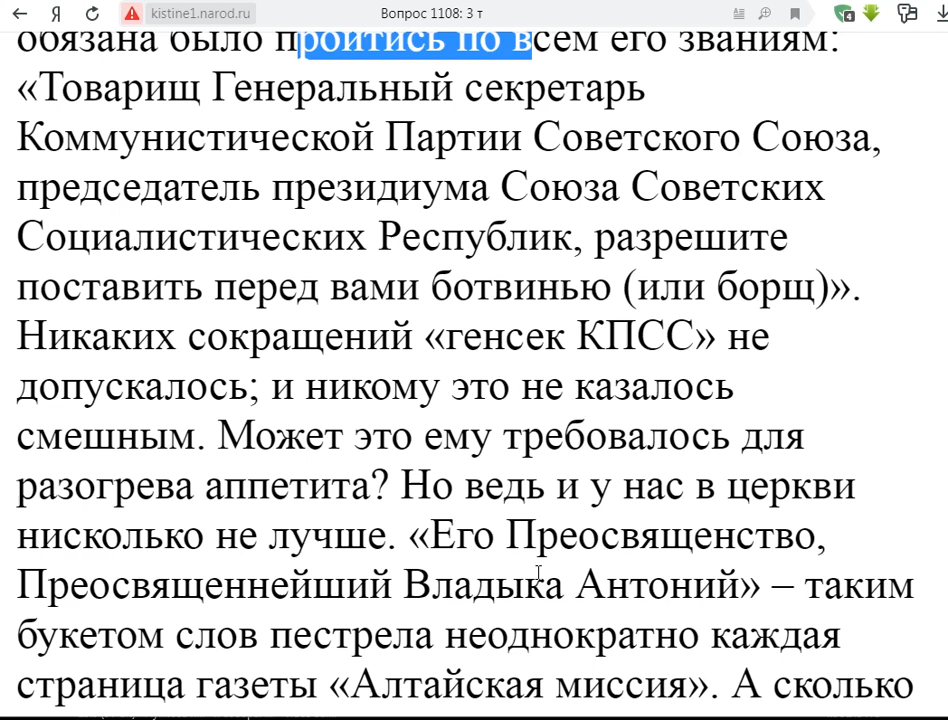 kistine1.narod.ru
Вопрос 1108: 3 т
4
обязана было пройтись по всем его званиям:
«Товарищ Генеральный секретарь
Коммунистической Партии Советского Союза,
председатель президиума Союза Советских
Социалистических Республик, разрешите
поставить перед вами ботвинью (или борщ)».
Никаких сокращений «генсек КПСС» не
допускалось; и никому это не казалось
смешным. Может это ему требовалось для
разогрева аппетита? Но ведь и у нас в церкви
нисколько не лучше. «Его Преосвященство,
Преосвященнейший Владыка Антоний» – таким
букетом слов пестрела неоднократно каждая
страница газеты «Алтайская миссия». А сколько